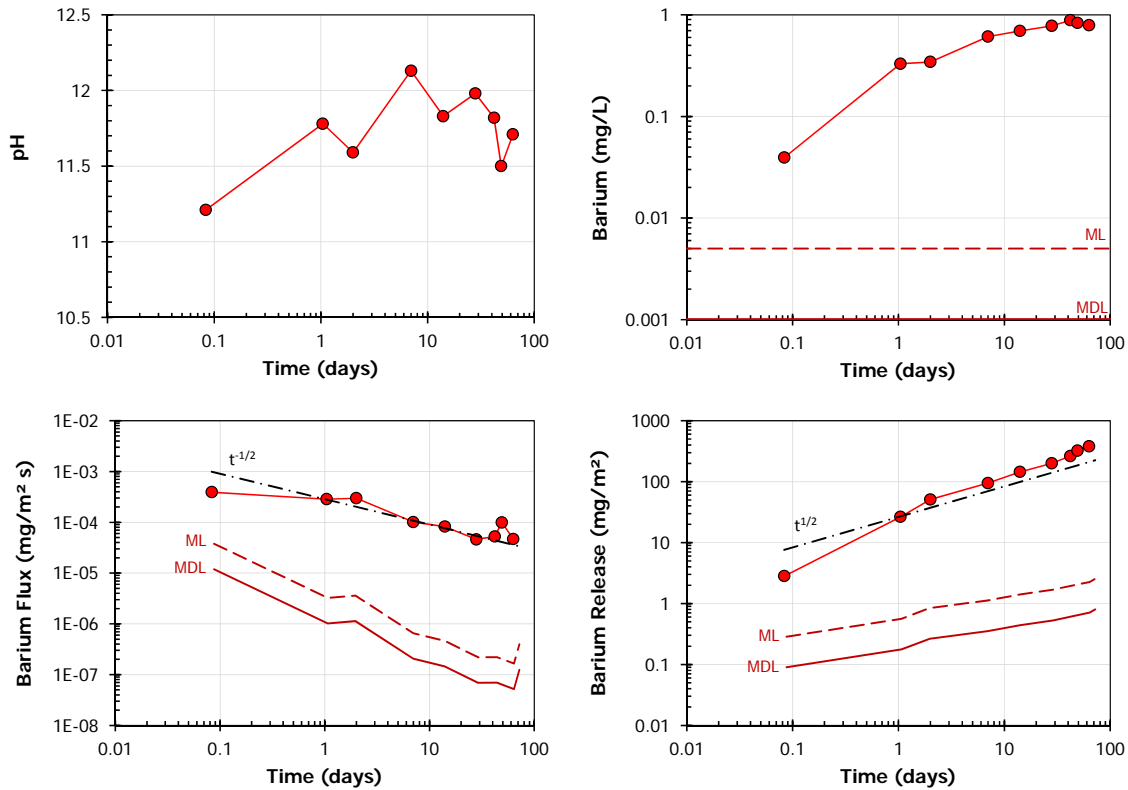 12.5
12
11.5
11
10.5
pH
0.01 0.1 1 10 100
Time (days)
1
0.1
0.01
0.001
Barium (mg/L)
ML
MDL
0.01 0.1 1 10 100
Time (days)
1E-02
1E-03
1E-04
1E-05
1E-06
1E-07
1E-08
Barium Flux (mg/m² s)
t-1/2
ML
MDL
0.01 0.1 1 10 100
Time (days)
1000
100
10
1
0.1
0.01
Barium Release (mg/m²)
t1/2
ML
MDL
0.01 0.1 1 10 100
Time (days)